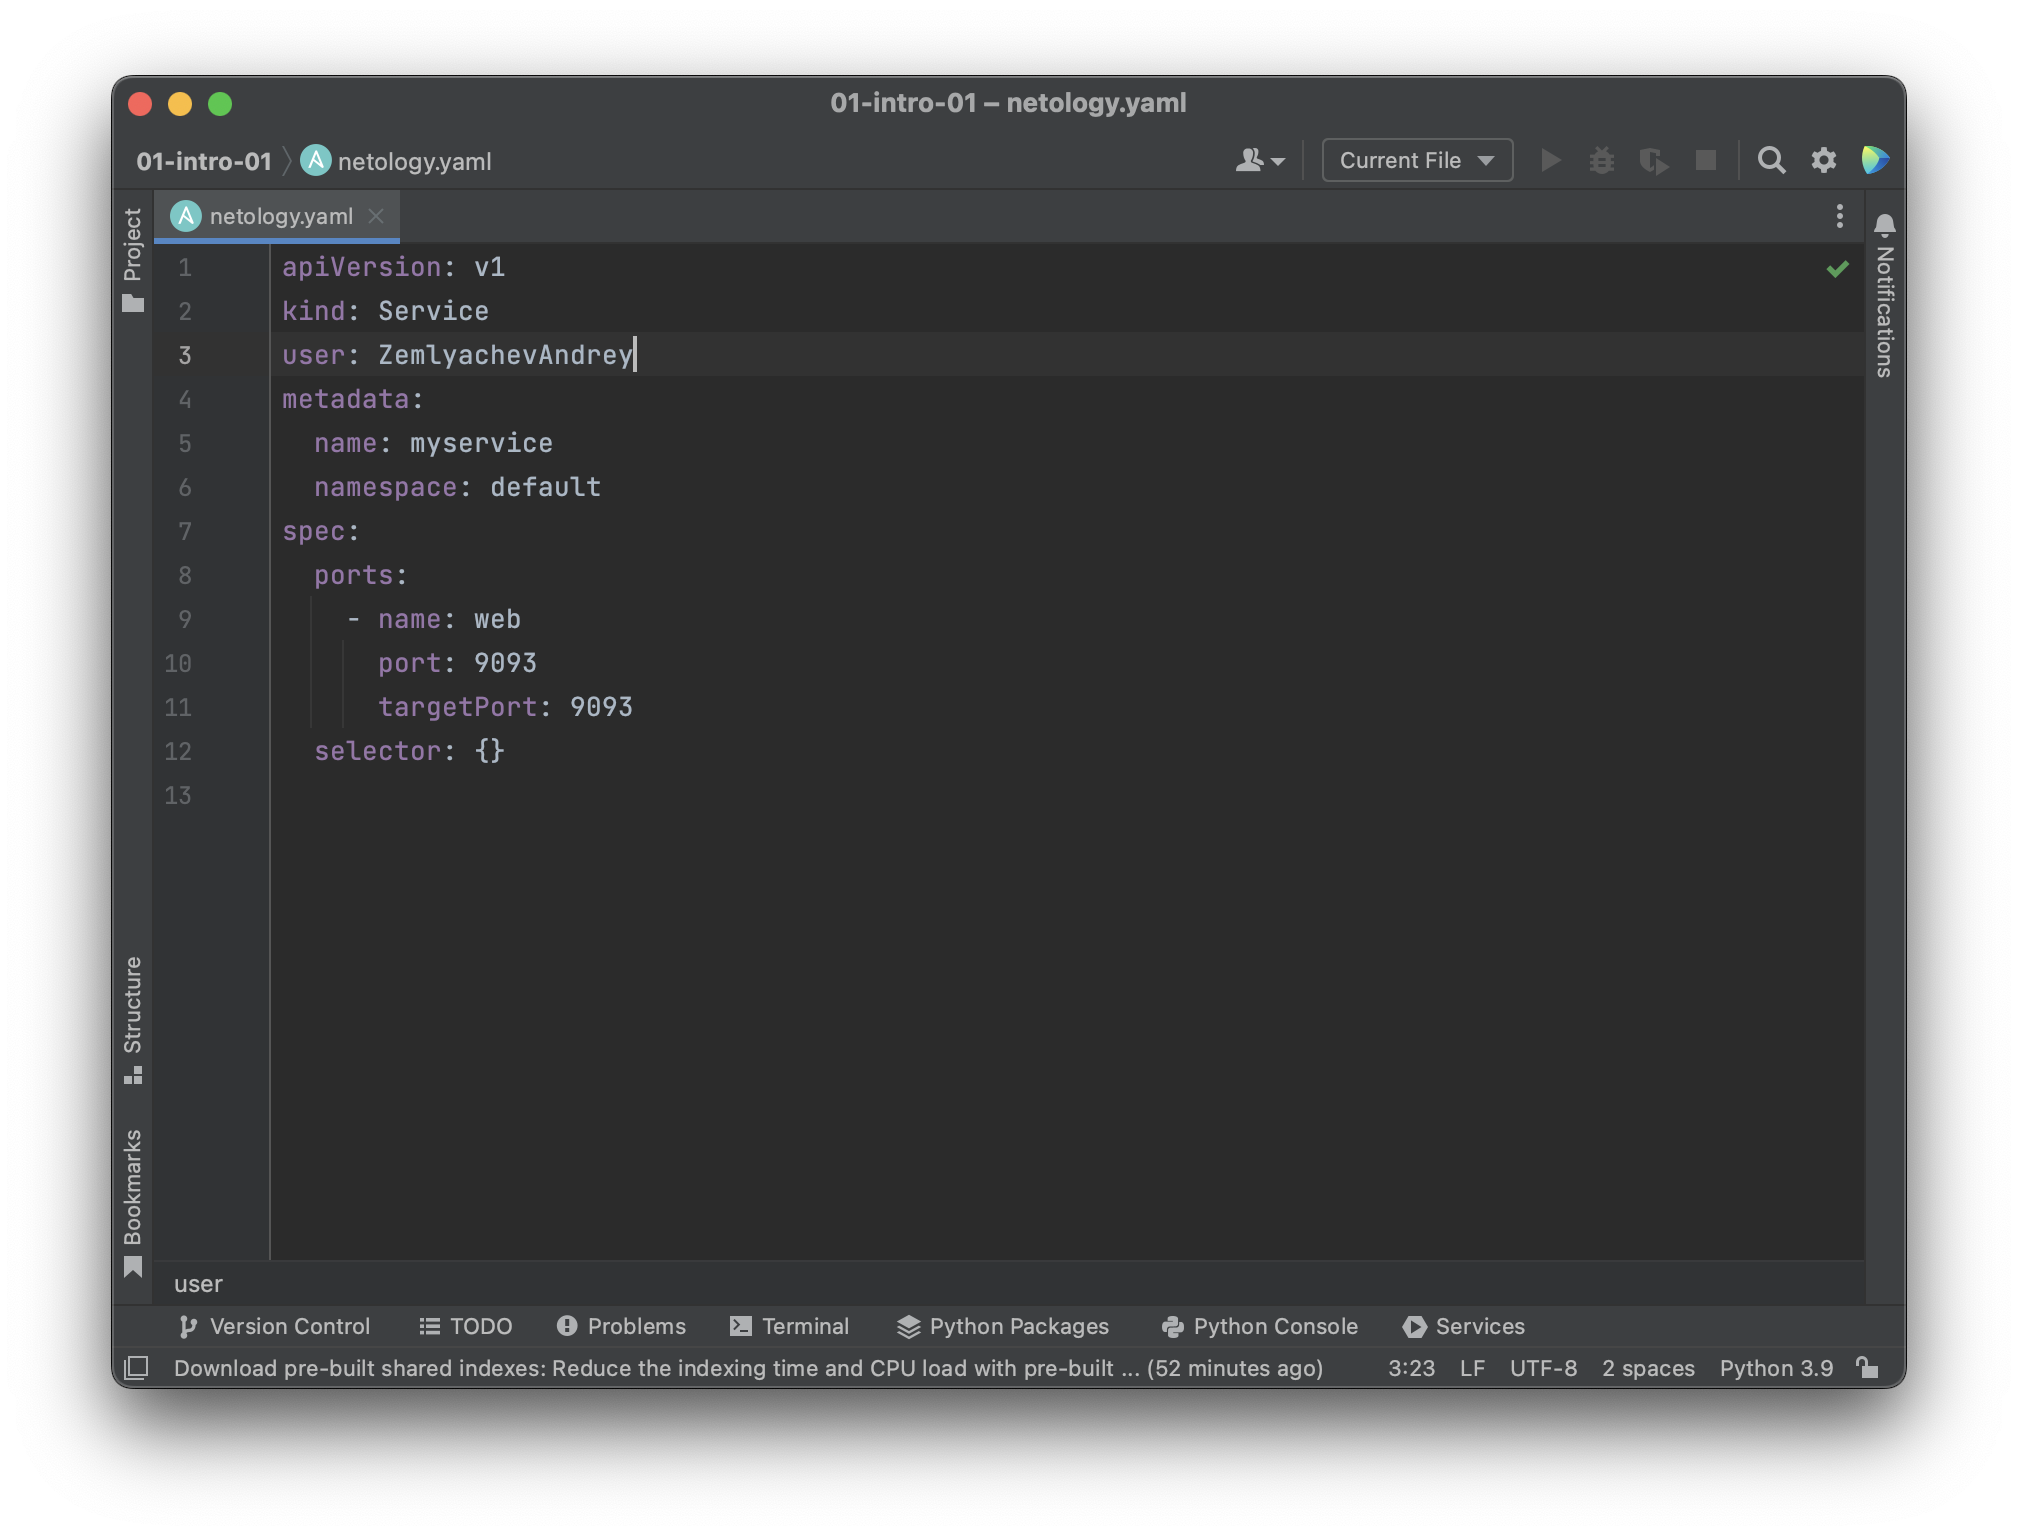 01-intro-01 – netology.yaml
01-intro-01 netology.yaml
Current File
netology.yaml
Project
Notifications
1 apiVersion: v1
2 kind: Service
3 user: ZemlyachevAndrey
4 metadata:
5   name: myservice
6   namespace: default
7 spec:
8   ports:
9     - name: web
10       port: 9093
11       targetPort: 9093
12   selector: {}
13
Structure
Bookmarks
user
Version Control TODO Problems Terminal Python Packages Python Console Services
Download pre-built shared indexes: Reduce the indexing time and CPU load with pre-built ... (52 minutes ago) 3:23 LF UTF-8 2 spaces Python 3.9